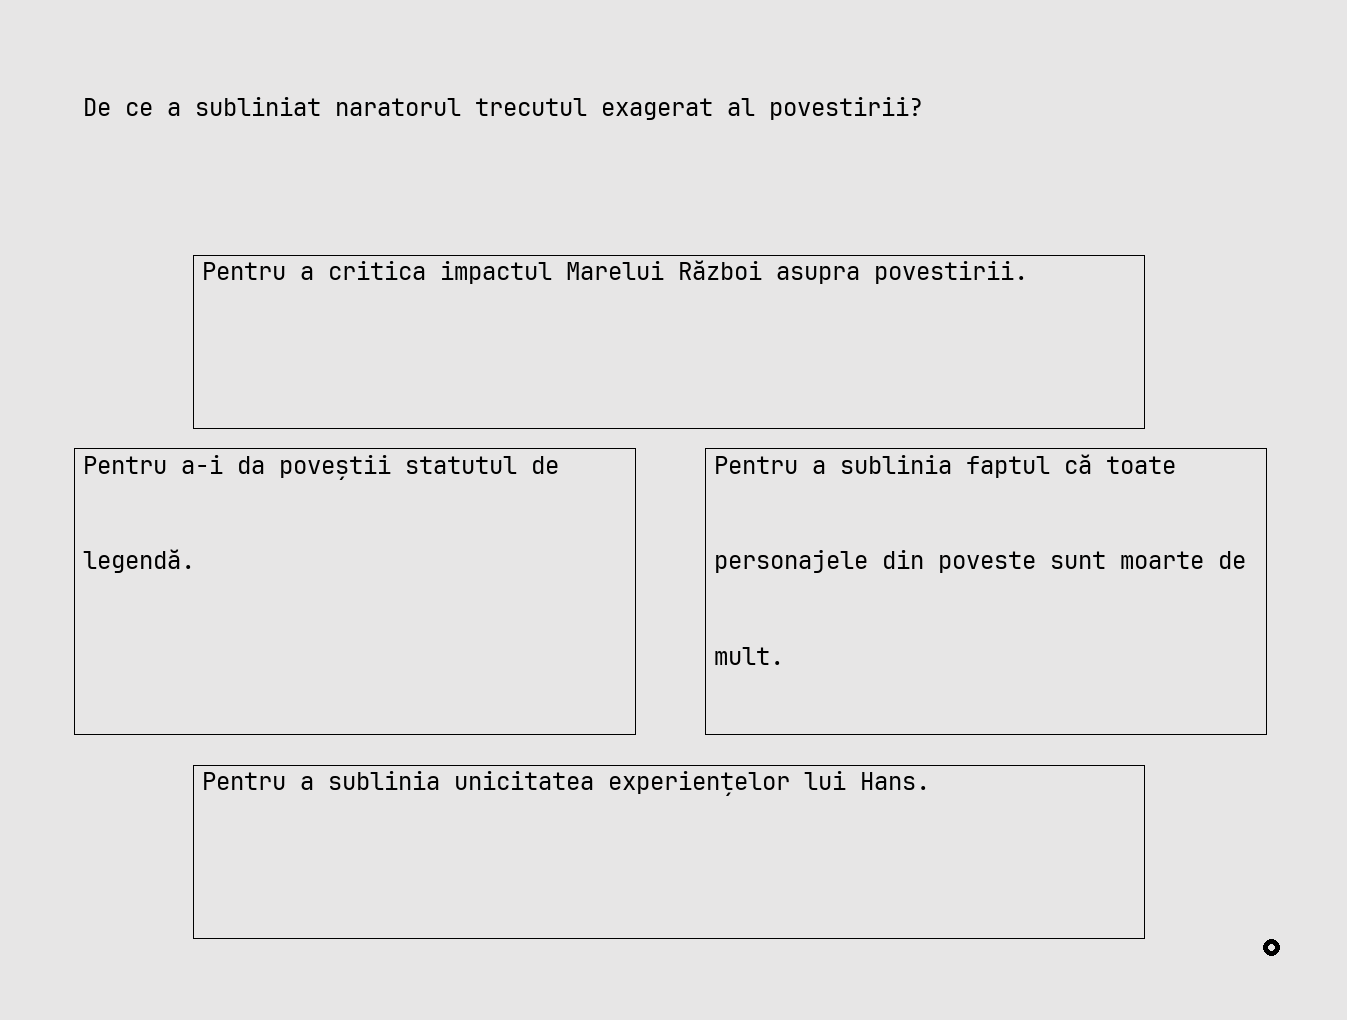 De ce a subliniat naratorul trecutul exagerat al povestirii?
Pentru a critica impactul Marelui Război asupra povestirii.
Pentru a-i da poveștii statutul de
legendă.
Pentru a sublinia faptul că toate
personajele din poveste sunt moarte de
mult.
Pentru a sublinia unicitatea experiențelor lui Hans.